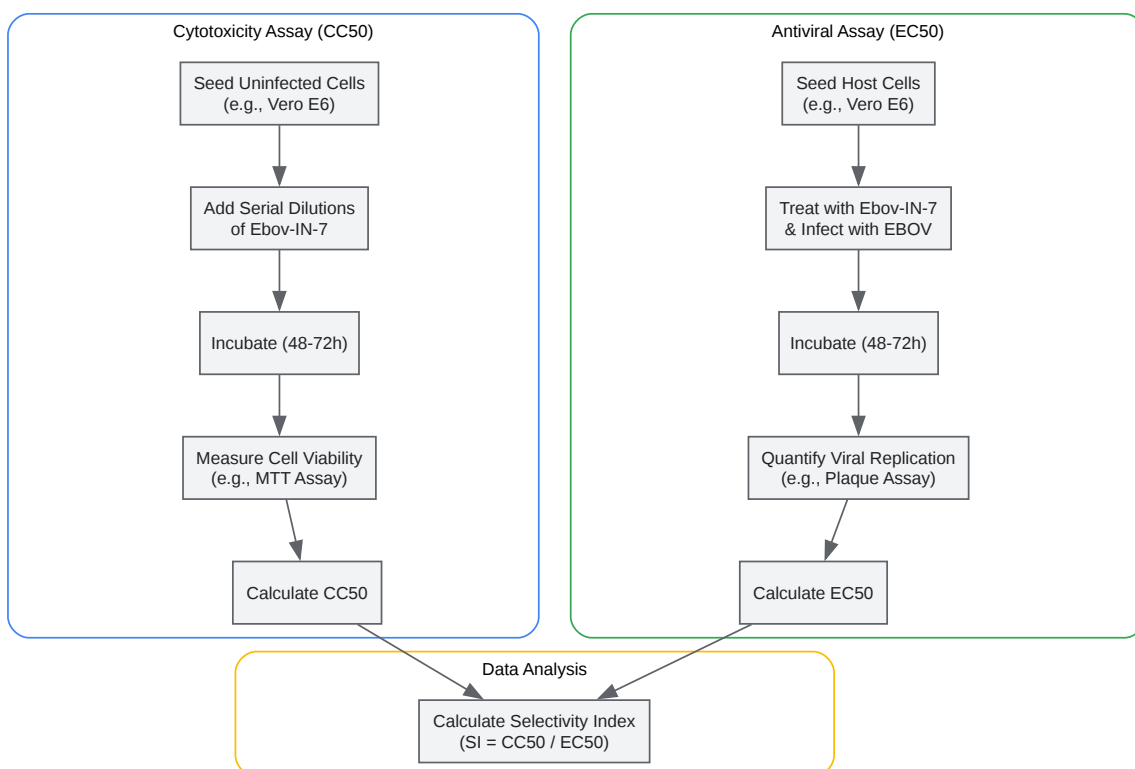 Cytotoxicity Assay (CC50)
Seed Uninfected Cells
(e.g., Vero E6)
Add Serial Dilutions
of Ebov-IN-7
Incubate (48-72h)
Measure Cell Viability
(e.g., MTT Assay)
Calculate CC50
Antiviral Assay (EC50)
Seed Host Cells
(e.g., Vero E6)
Treat with Ebov-IN-7
& Infect with EBOV
Incubate (48-72h)
Quantify Viral Replication
(e.g., Plaque Assay)
Calculate EC50
Data Analysis
Calculate Selectivity Index
(SI = CC50 / EC50)